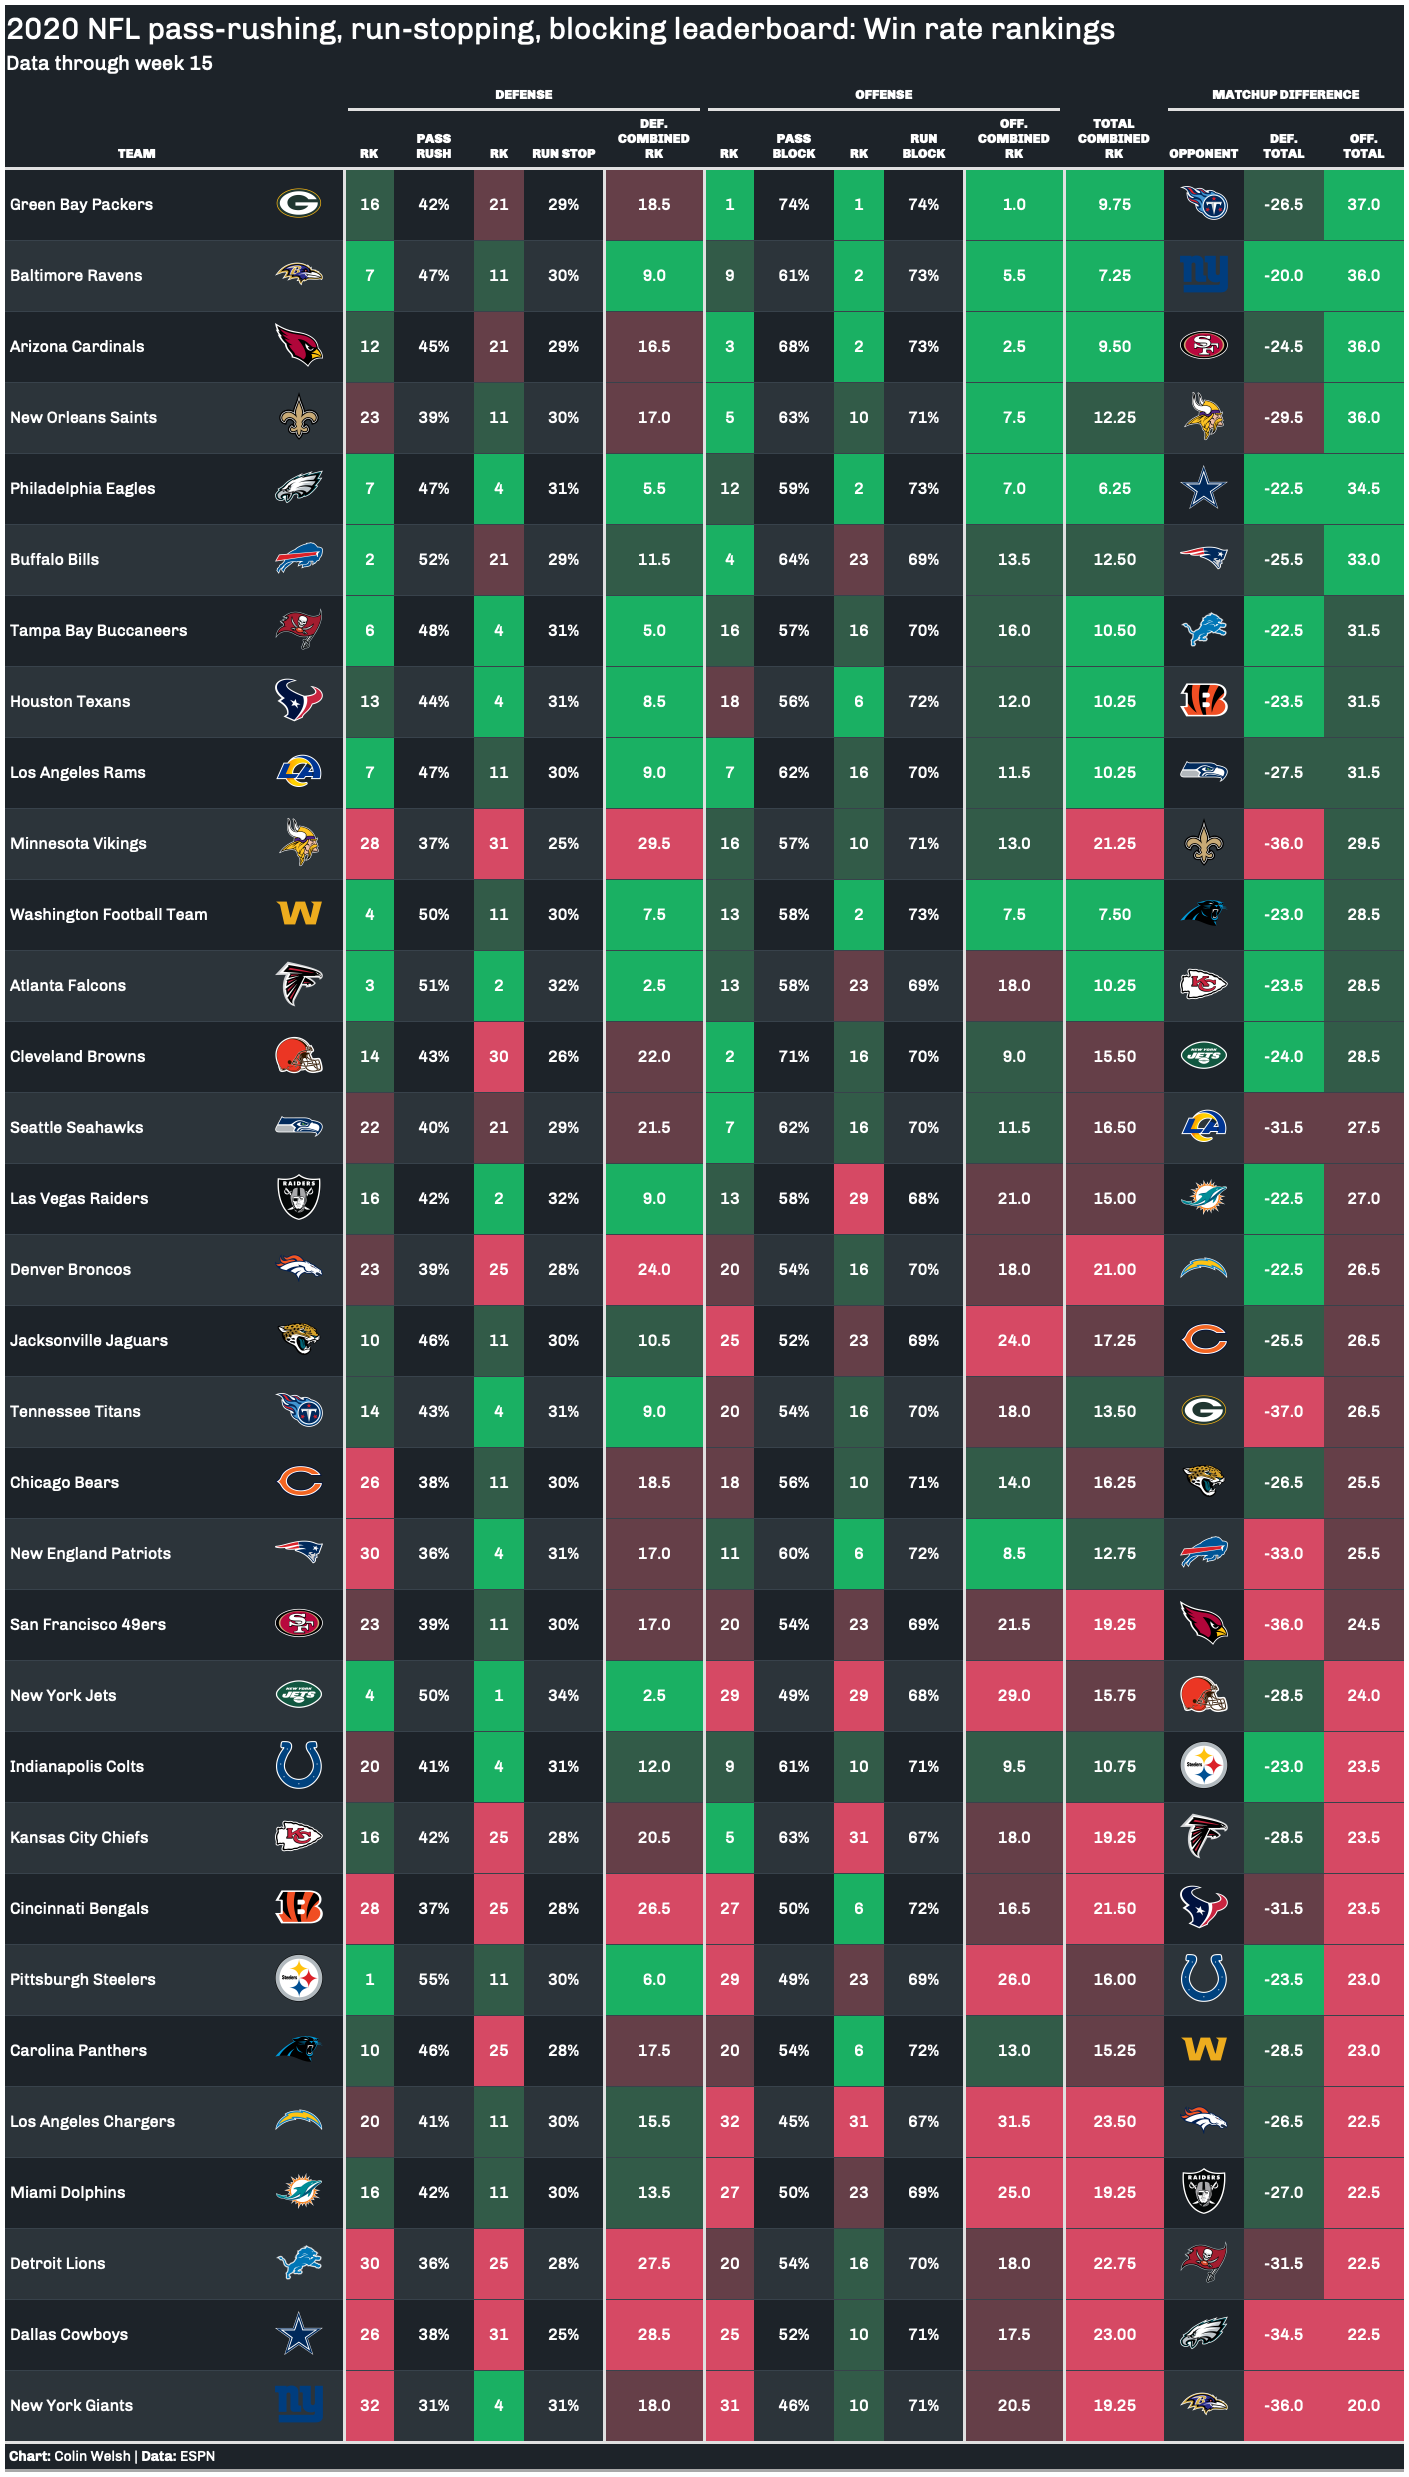 2020 NFL pass-rushing, run-stopping, blocking leaderboard: Win rate rankings
Data through week 15
DEFENSE OFFENSE MATCHUP DIFFERENCE
TEAM RK PASS RUSH RK RUN STOP DEF. COMBINED RK RK PASS BLOCK RK RUN BLOCK OFF. COMBINED RK TOTAL COMBINED RK OPPONENT DEF. TOTAL OFF. TOTAL
Green Bay Packers 16 42% 21 29% 18.5 1 74% 1 74% 1.0 9.75 -26.5 37.0
Baltimore Ravens 7 47% 11 30% 9.0 9 61% 2 73% 5.5 7.25 ny -20.0 36.0
Arizona Cardinals 12 45% 21 29% 16.5 3 68% 2 73% 2.5 9.50 SF -24.5 36.0
New Orleans Saints 23 39% 11 30% 17.0 5 63% 10 71% 7.5 12.25 -29.5 36.0
Philadelphia Eagles 7 47% 4 31% 5.5 12 59% 2 73% 7.0 6.25 -22.5 34.5
Buffalo Bills 2 52% 21 29% 11.5 4 64% 23 69% 13.5 12.50 -25.5 33.0
Tampa Bay Buccaneers 6 48% 4 31% 5.0 16 57% 16 70% 16.0 10.50 -22.5 31.5
Houston Texans 13 44% 4 31% 8.5 18 56% 6 72% 12.0 10.25 B -23.5 31.5
Los Angeles Rams LA 7 47% 11 30% 9.0 7 62% 16 70% 11.5 10.25 -27.5 31.5
Minnesota Vikings 28 37% 31 25% 29.5 16 57% 10 71% 13.0 21.25 -36.0 29.5
Washington Football Team W 4 50% 11 30% 7.5 13 58% 2 73% 7.5 7.50 -23.0 28.5
Atlanta Falcons 3 51% 2 32% 2.5 13 58% 23 69% 18.0 10.25 KC -23.5 28.5
Cleveland Browns 14 43% 30 26% 22.0 2 71% 16 70% 9.0 15.50 NEW YORK JETS -24.0 28.5
Seattle Seahawks 22 40% 21 29% 21.5 7 62% 16 70% 11.5 16.50 LA -31.5 27.5
Las Vegas Raiders RAIDERS 16 42% 2 32% 9.0 13 58% 29 68% 21.0 15.00 -22.5 27.0
Denver Broncos 23 39% 25 28% 24.0 20 54% 16 70% 18.0 21.00 -22.5 26.5
Jacksonville Jaguars 10 46% 11 30% 10.5 25 52% 23 69% 24.0 17.25 C -25.5 26.5
Tennessee Titans T 14 43% 4 31% 9.0 20 54% 16 70% 18.0 13.50 G -37.0 26.5
Chicago Bears C 26 38% 11 30% 18.5 18 56% 10 71% 14.0 16.25 -26.5 25.5
New England Patriots 30 36% 4 31% 17.0 11 60% 6 72% 8.5 12.75 -33.0 25.5
San Francisco 49ers SF 23 39% 11 30% 17.0 20 54% 23 69% 21.5 19.25 -36.0 24.5
New York Jets NEW YORK JETS 4 50% 1 34% 2.5 29 49% 29 68% 29.0 15.75 -28.5 24.0
Indianapolis Colts 20 41% 4 31% 12.0 9 61% 10 71% 9.5 10.75 Steelers -23.0 23.5
Kansas City Chiefs KC 16 42% 25 28% 20.5 5 63% 31 67% 18.0 19.25 -28.5 23.5
Cincinnati Bengals B 28 37% 25 28% 26.5 27 50% 6 72% 16.5 21.50 -31.5 23.5
Pittsburgh Steelers Steelers 1 55% 11 30% 6.0 29 49% 23 69% 26.0 16.00 -23.5 23.0
Carolina Panthers 10 46% 25 28% 17.5 20 54% 6 72% 13.0 15.25 W -28.5 23.0
Los Angeles Chargers 20 41% 11 30% 15.5 32 45% 31 67% 31.5 23.50 -26.5 22.5
Miami Dolphins 16 42% 11 30% 13.5 27 50% 23 69% 25.0 19.25 RAIDERS -27.0 22.5
Detroit Lions 30 36% 25 28% 27.5 20 54% 16 70% 18.0 22.75 -31.5 22.5
Dallas Cowboys 26 38% 31 25% 28.5 25 52% 10 71% 17.5 23.00 -34.5 22.5
New York Giants ny 32 31% 4 31% 18.0 31 46% 10 71% 20.5 19.25 -36.0 20.0
Chart: Colin Welsh | Data: ESPN